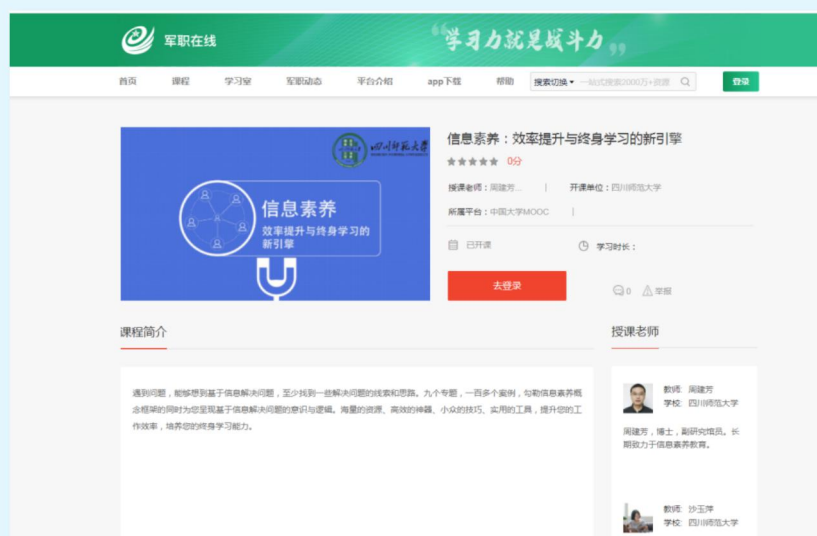 军职在线
“学习力就是战斗力”
首页 课程 学习室 军职动态 平台介绍 app下载 帮助 搜索切换 一站式搜索2000万+资源 登录
四川师范大学
信息素养
效率提升与终身学习的
新引擎
信息素养：效率提升与终身学习的新引擎
★★★★★ 0分
授课老师：周建芳... | 开课单位：四川师范大学
所属平台：中国大学MOOC |
已开课 学习时长：
去登录 0 举报
课程简介
遇到问题，能够想到基于信息解决问题，至少找到一些解决问题的线索和思路。九个专题，一百多个案例，勾勒信息素养概
念框架的同时为您呈现基于信息解决问题的意识与逻辑。海量的资源、高效的神器、小众的技巧、实用的工具，提升您的工
作效率，培养您的终身学习能力。
授课老师
教师: 周建芳
学校: 四川师范大学
周建芳，博士，副研究馆员。长
期致力于信息素养教育。
教师: 沙玉萍
学校: 四川师范大学